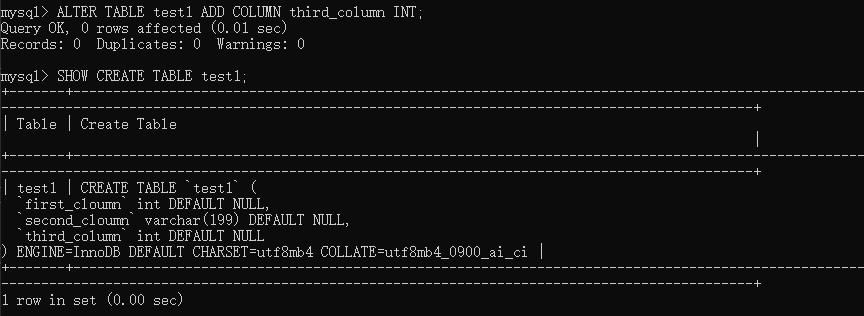 mysql> ALTER TABLE test1 ADD COLUMN third_column INT;
Query OK, 0 rows affected (0.01 sec)
Records: 0  Duplicates: 0  Warnings: 0
mysql> SHOW CREATE TABLE test1;
| Table | Create Table
|
| test1 | CREATE TABLE `test1` (
  `first_cloumn` int DEFAULT NULL,
  `second_cloumn` varchar(199) DEFAULT NULL,
  `third_column` int DEFAULT NULL
) ENGINE=InnoDB DEFAULT CHARSET=utf8mb4 COLLATE=utf8mb4_0900_ai_ci |
1 row in set (0.00 sec)